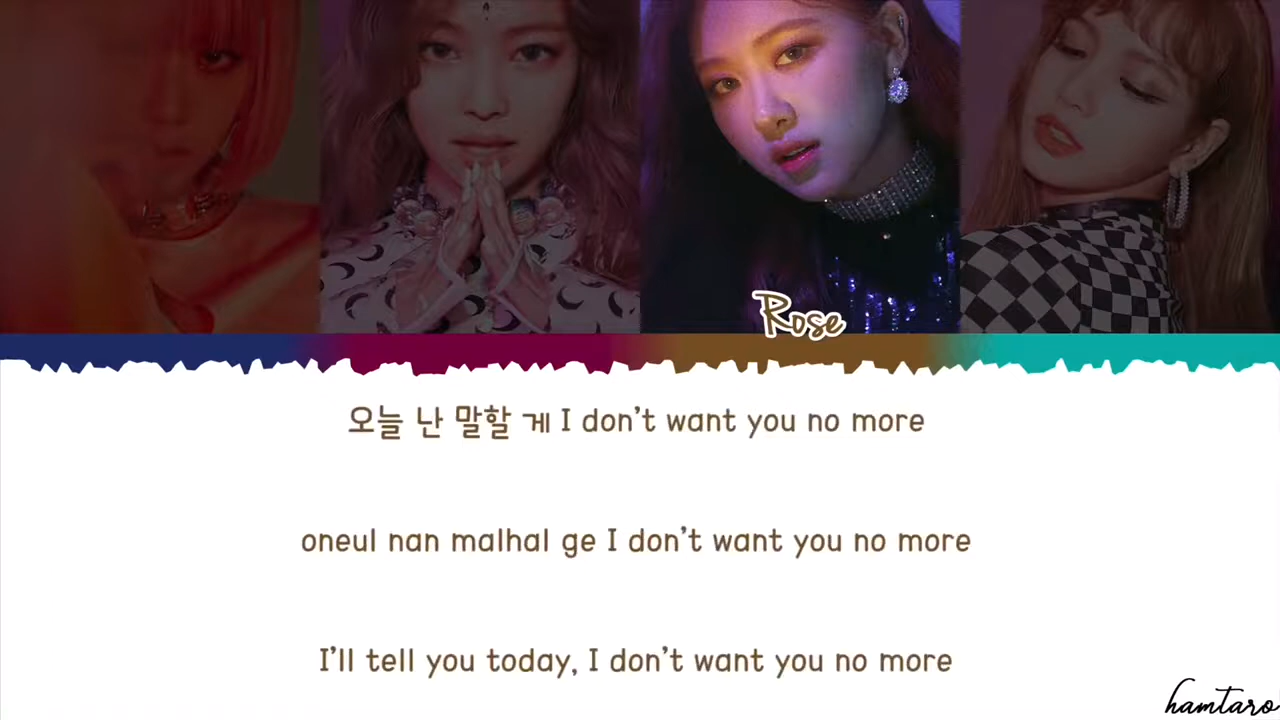 Rose
오늘 난 말할 게 I don't want you no more
oneul nan malhal ge I don't want you no more
I'll tell you today, I don't want you no more
hamtaro